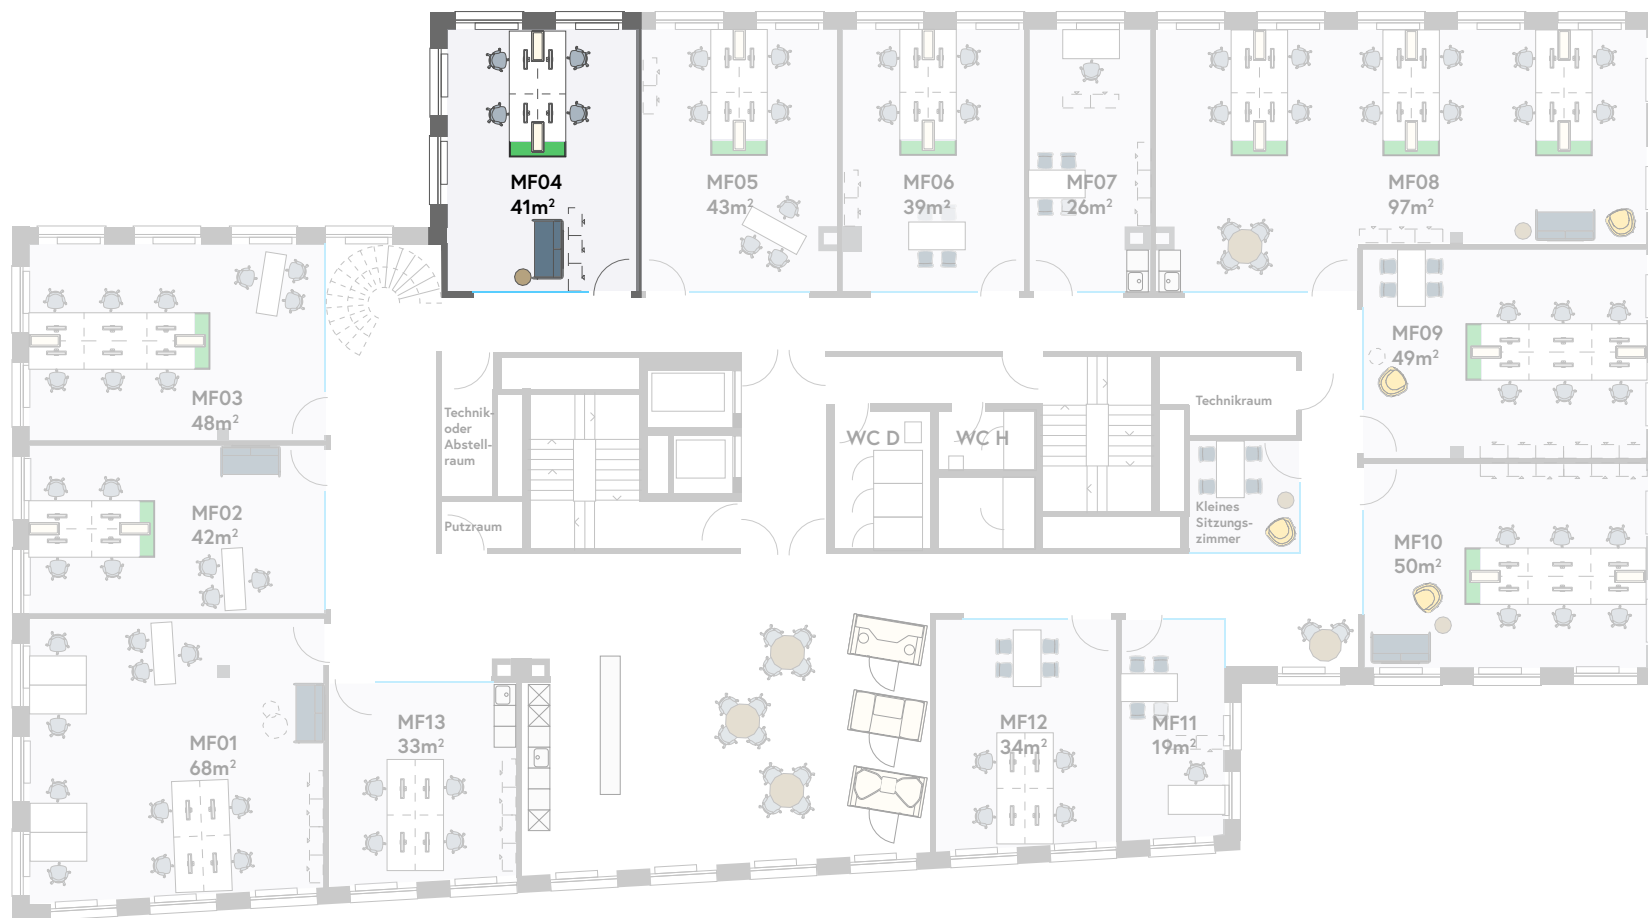 MF04
41m²
MF05
43m²
MF06
39m²
MF07
26m²
MF08
97m²
MF09
49m²
MF03
48m²
Technik-
oder
Abstell-
raum
WC D
WC H
Technikraum
MF02
42m²
Putzraum
Kleines
Sitzungs-
zimmer
MF10
50m²
MF01
68m²
MF13
33m²
MF12
34m²
MF11
19m²